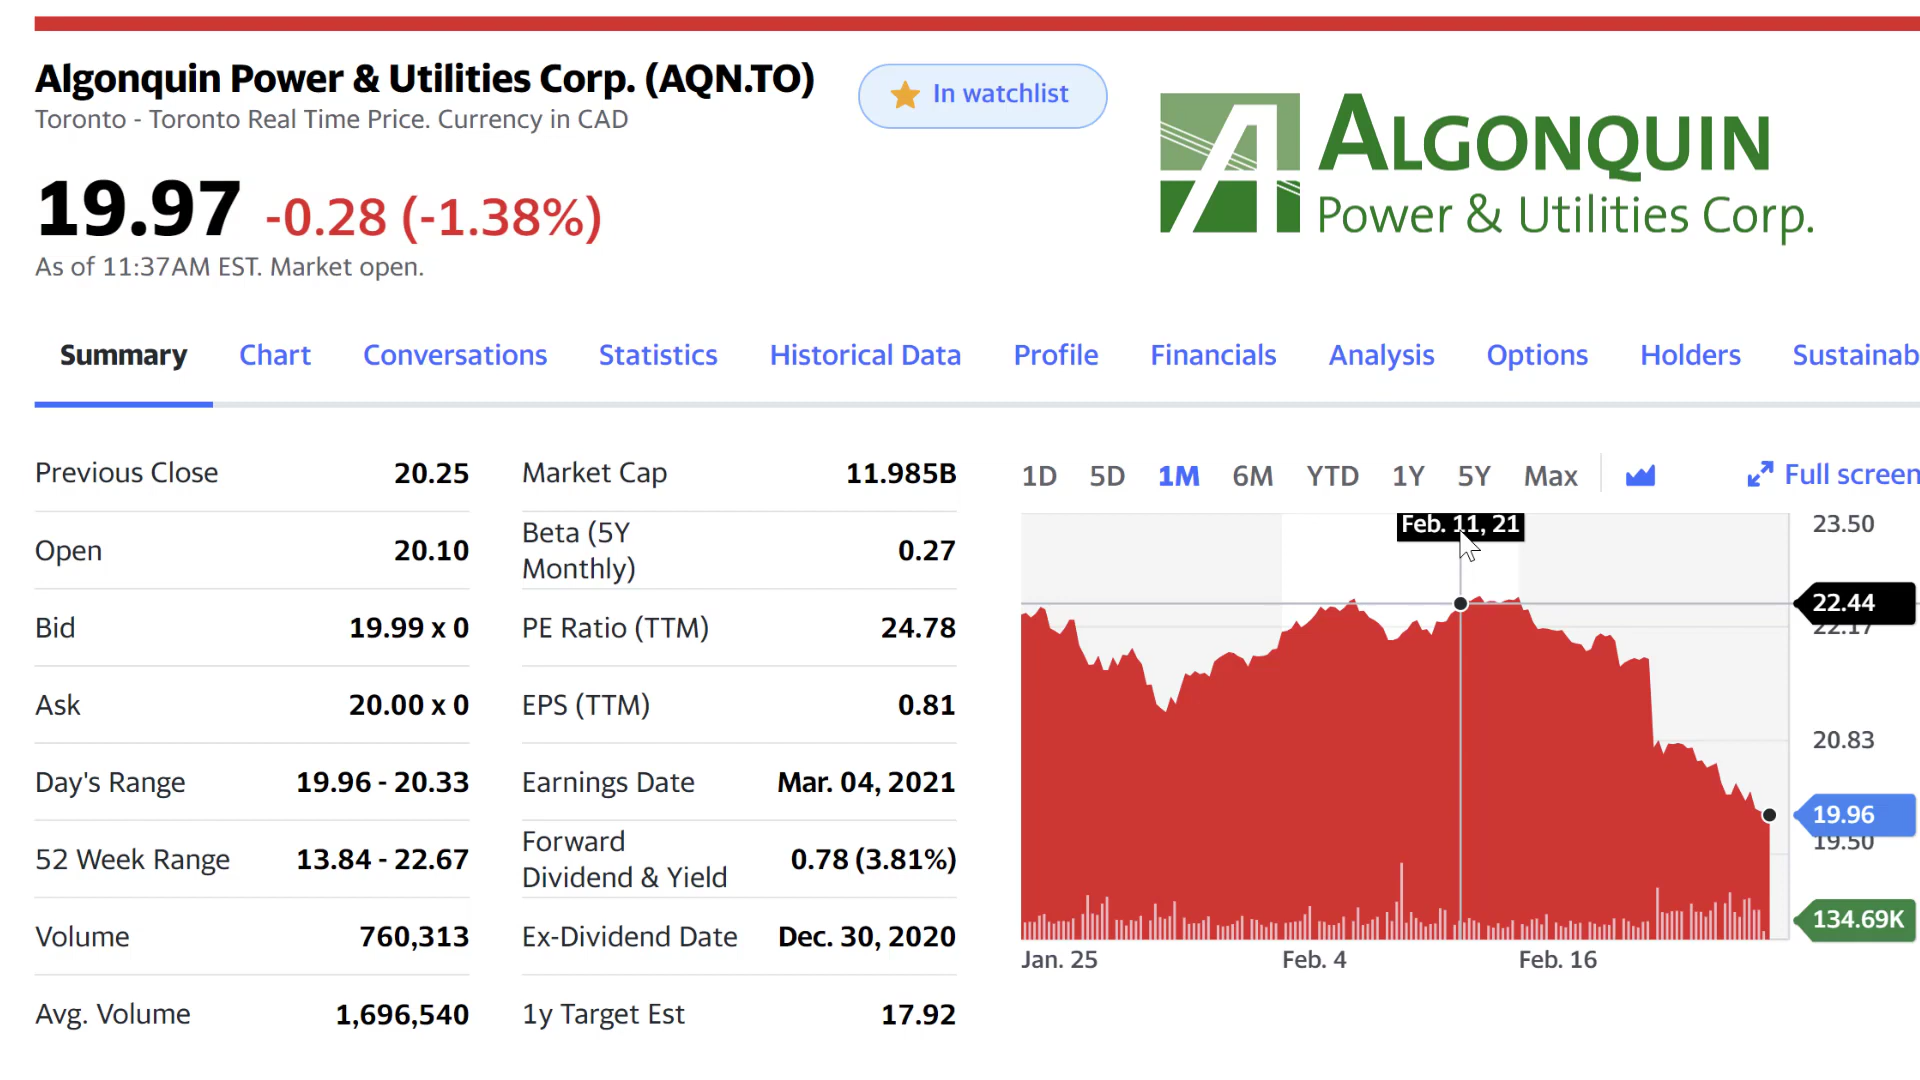 Algonquin Power & Utilities Corp. (AQN.TO)
Toronto - Toronto Real Time Price. Currency in CAD
In watchlist
ALGONQUIN
Power & Utilities Corp.
19.97 -0.28 (-1.38%)
As of 11:37AM EST. Market open.
Summary Chart Conversations Statistics Historical Data Profile Financials Analysis Options Holders Sustainab
Previous Close 20.25
Open 20.10
Bid 19.99 x 0
Ask 20.00 x 0
Day's Range 19.96 - 20.33
52 Week Range 13.84 - 22.67
Volume 760,313
Avg. Volume 1,696,540
Market Cap 11.985B
Beta (5Y
Monthly) 0.27
PE Ratio (TTM) 24.78
EPS (TTM) 0.81
Earnings Date Mar. 04, 2021
Forward
Dividend & Yield 0.78 (3.81%)
Ex-Dividend Date Dec. 30, 2020
1y Target Est 17.92
1D 5D 1M 6M YTD 1Y 5Y Max Full screen
Feb. 11, 21
23.50
22.44
22.17
20.83
19.96
19.50
134.69K
Jan. 25 Feb. 4 Feb. 16